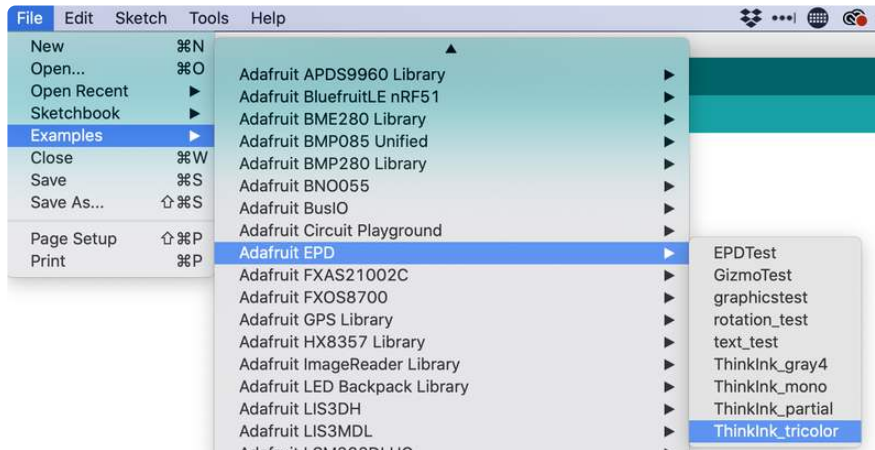 File Edit Sketch Tools Help
New ⌘N
Open... ⌘O
Open Recent ▶
Sketchbook ▶
Examples ▶
Close ⌘W
Save ⌘S
Save As... ⇧⌘S
Page Setup ⇧⌘P
Print ⌘P
▲
Adafruit APDS9960 Library ▶
Adafruit BluefruitLE nRF51 ▶
Adafruit BME280 Library ▶
Adafruit BMP085 Unified ▶
Adafruit BMP280 Library ▶
Adafruit BNO055 ▶
Adafruit BusIO ▶
Adafruit Circuit Playground ▶
Adafruit EPD ▶
Adafruit FXAS21002C ▶
Adafruit FXOS8700 ▶
Adafruit GPS Library ▶
Adafruit HX8357 Library ▶
Adafruit ImageReader Library ▶
Adafruit LED Backpack Library ▶
Adafruit LIS3DH ▶
Adafruit LIS3MDL ▶
EPDTest
GizmoTest
graphicstest
rotation_test
text_test
ThinkInk_gray4
ThinkInk_mono
ThinkInk_partial
ThinkInk_tricolor